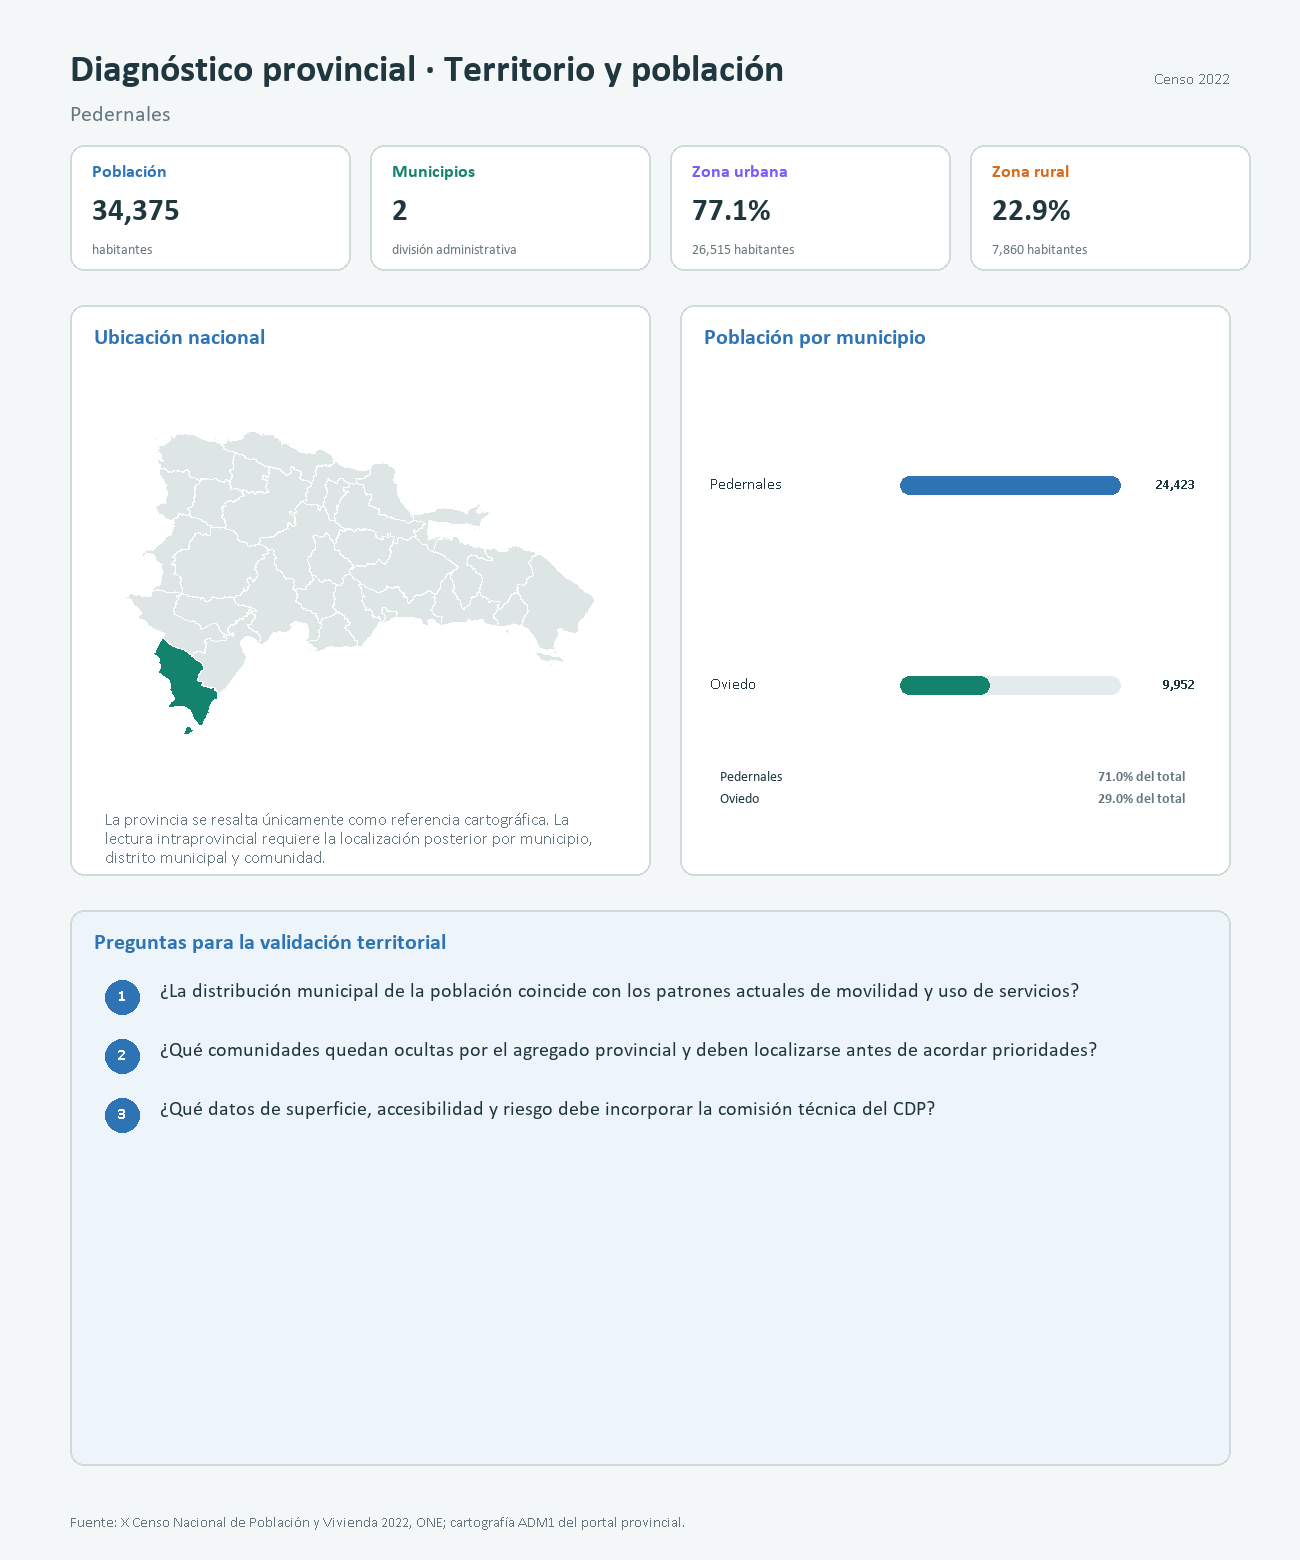 Diagnóstico provincial · Territorio y población
Censo 2022
Pedernales
Población
34,375
habitantes
Municipios
2
división administrativa
Zona urbana
77.1%
26,515 habitantes
Zona rural
22.9%
7,860 habitantes
Ubicación nacional
La provincia se resalta únicamente como referencia cartográfica. La
lectura intraprovincial requiere la localización posterior por municipio,
distrito municipal y comunidad.
Población por municipio
Pedernales 24,423
Oviedo 9,952
Pedernales 71.0% del total
Oviedo 29.0% del total
Preguntas para la validación territorial
1 ¿La distribución municipal de la población coincide con los patrones actuales de movilidad y uso de servicios?
2 ¿Qué comunidades quedan ocultas por el agregado provincial y deben localizarse antes de acordar prioridades?
3 ¿Qué datos de superficie, accesibilidad y riesgo debe incorporar la comisión técnica del CDP?
Fuente: X Censo Nacional de Población y Vivienda 2022, ONE; cartografía ADM1 del portal provincial.